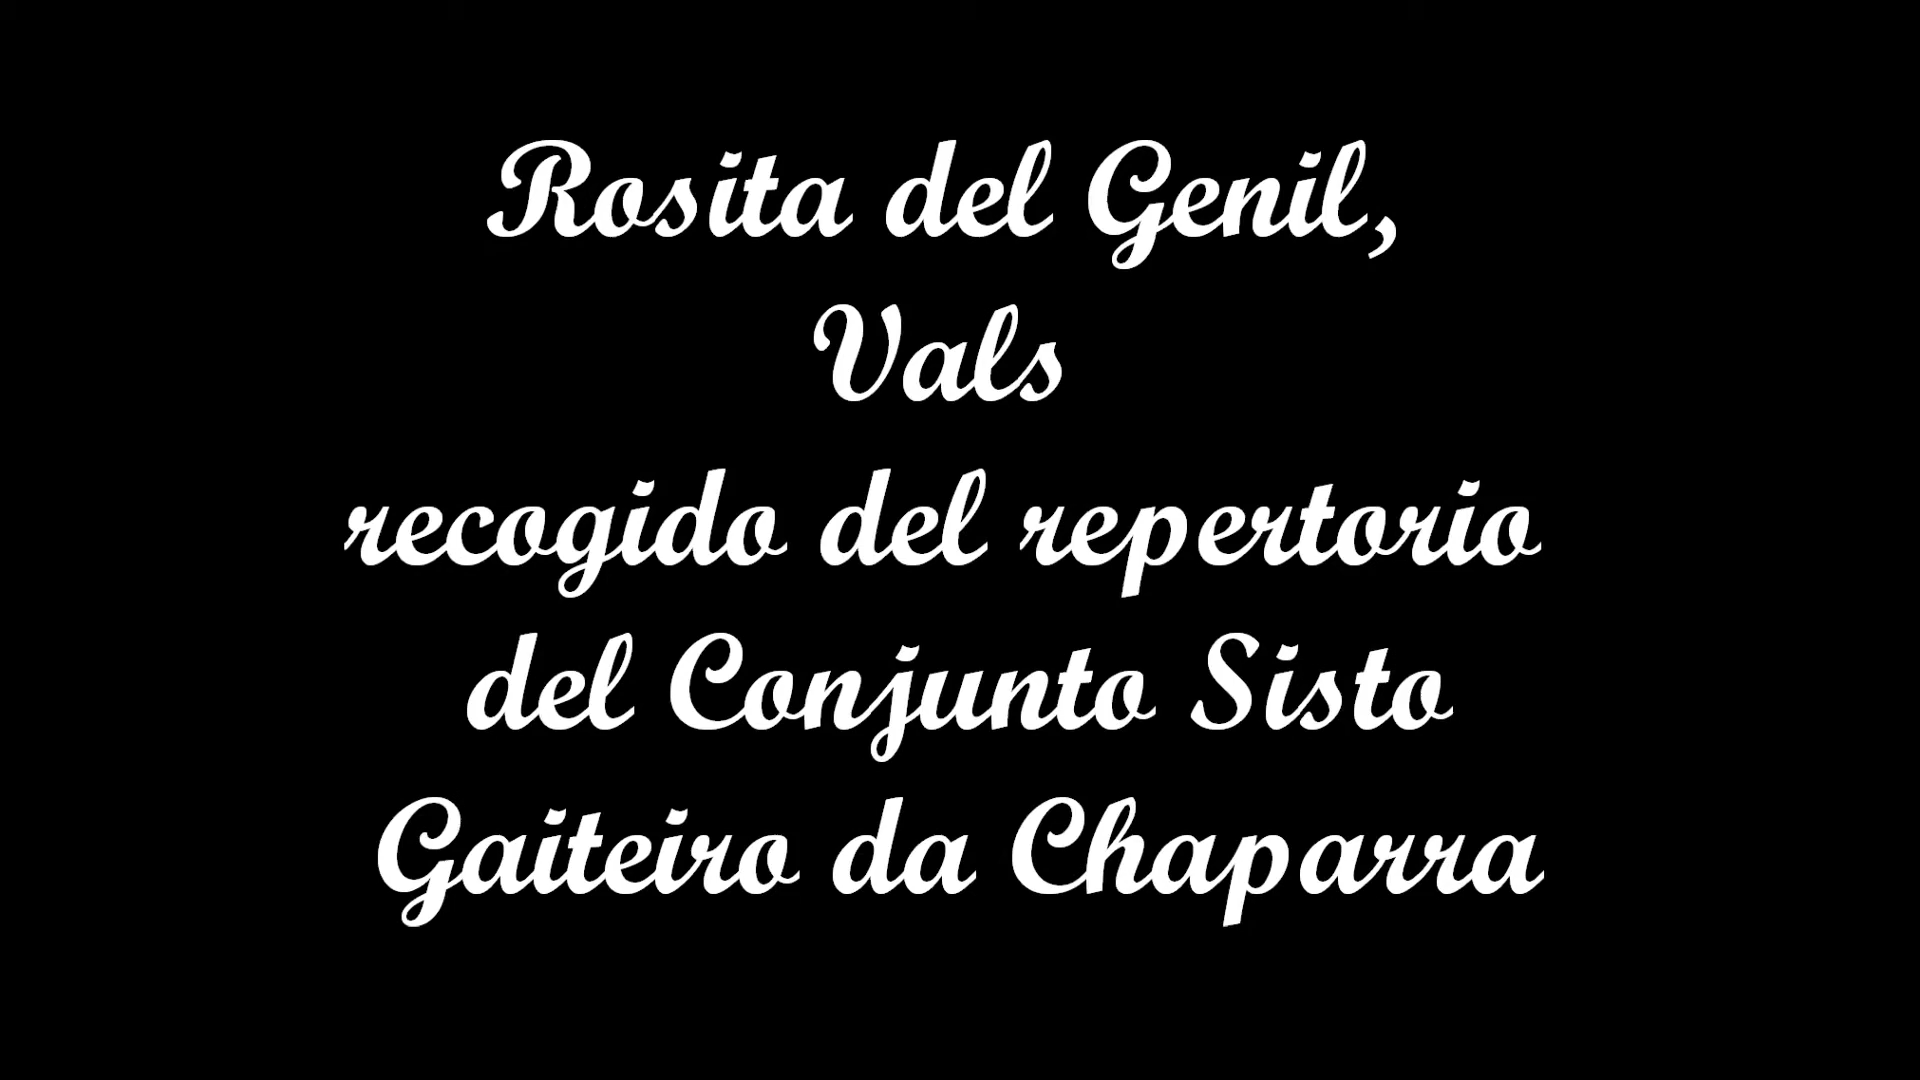 Rosita del Genil,
Vals
recogido del repertorio
del Conjunto Sisto
Gaiteiro da Chaparra